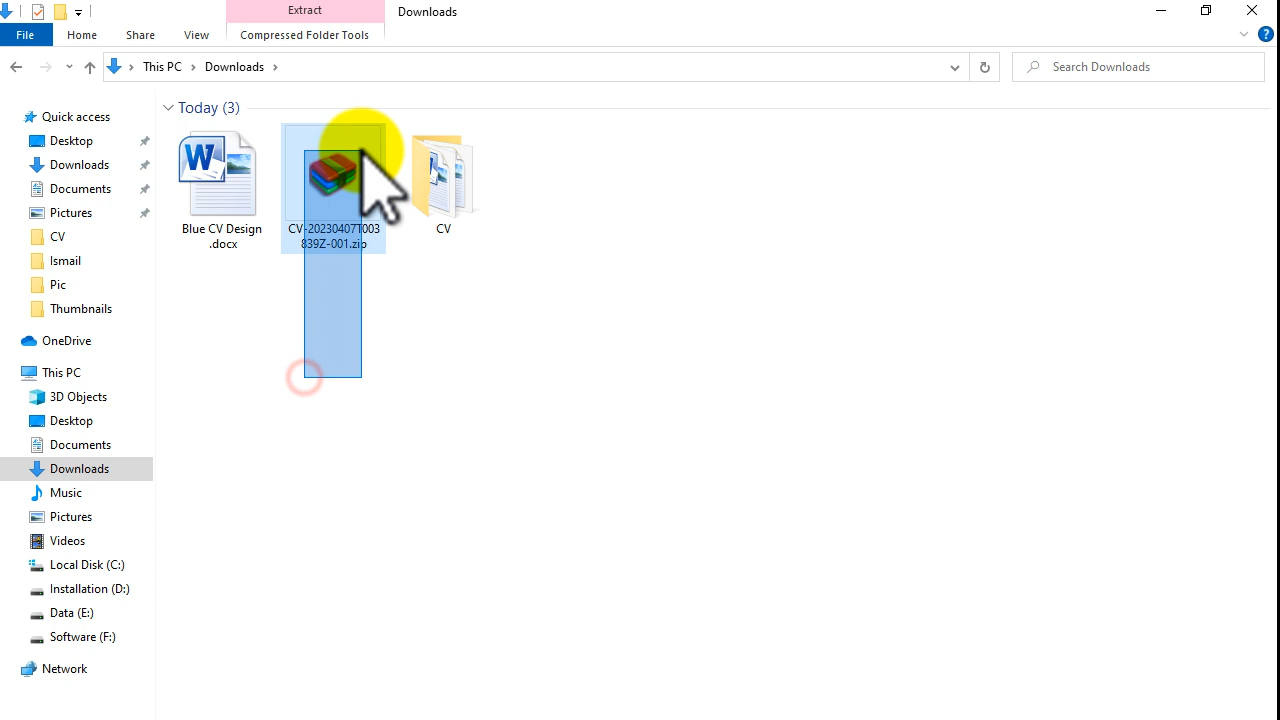 Extract
Downloads
File
Home
Share
View
Compressed Folder Tools
This PC
Downloads
Search Downloads
Quick access
Desktop
Downloads
Documents
Pictures
CV
Ismail
Pic
Thumbnails
OneDrive
This PC
3D Objects
Desktop
Documents
Downloads
Music
Pictures
Videos
Local Disk (C:)
Installation (D:)
Data (E:)
Software (F:)
Network
Today (3)
Blue CV Design
.docx
CV-20230407T003
839Z-001.zip
CV